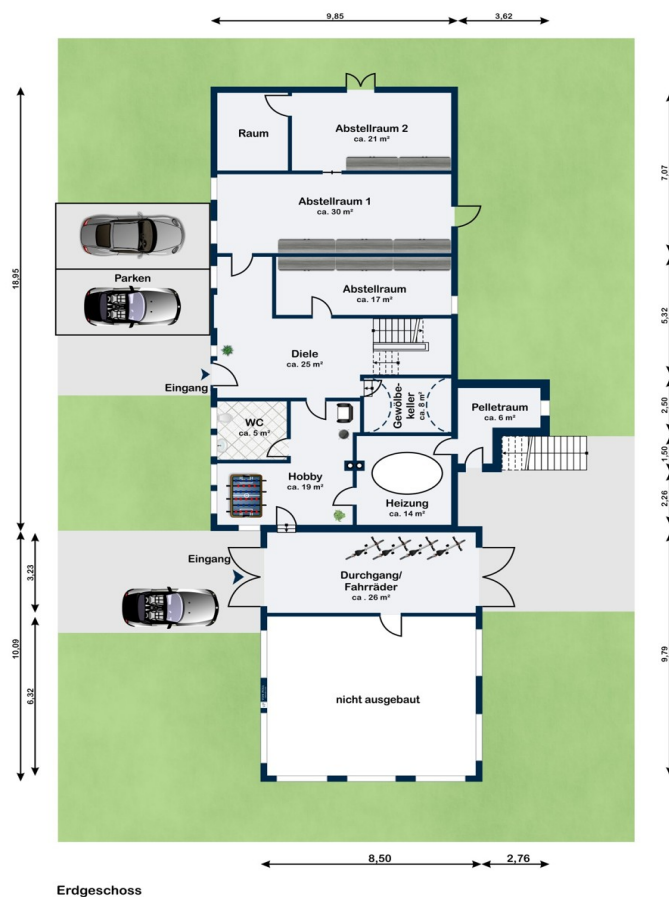 9,85
3,62
Raum
Abstellraum 2
ca. 21 m²
7,07
Abstellraum 1
ca. 30 m²
18,95
Parken
Abstellraum
ca. 17 m²
5,32
Diele
ca. 25 m²
Eingang
Gewölbe-
keller
ca. 8 m²
Pelletraum
ca. 6 m²
2,50
WC
ca. 5 m²
1,50
Hobby
ca. 19 m²
Heizung
ca. 14 m²
2,26
Eingang
Durchgang/
Fahrräder
ca . 26 m²
3,23
10,09
6,32
9,79
nicht ausgebaut
8,50
2,76
Erdgeschoss